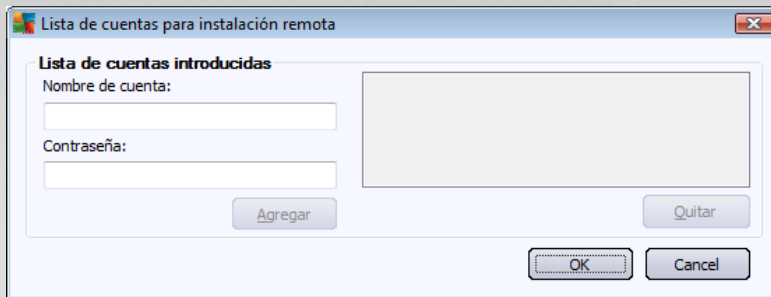 Lista de cuentas para instalación remota
Lista de cuentas introducidas
Nombre de cuenta:
Contraseña:
Agregar
Quitar
OK
Cancel